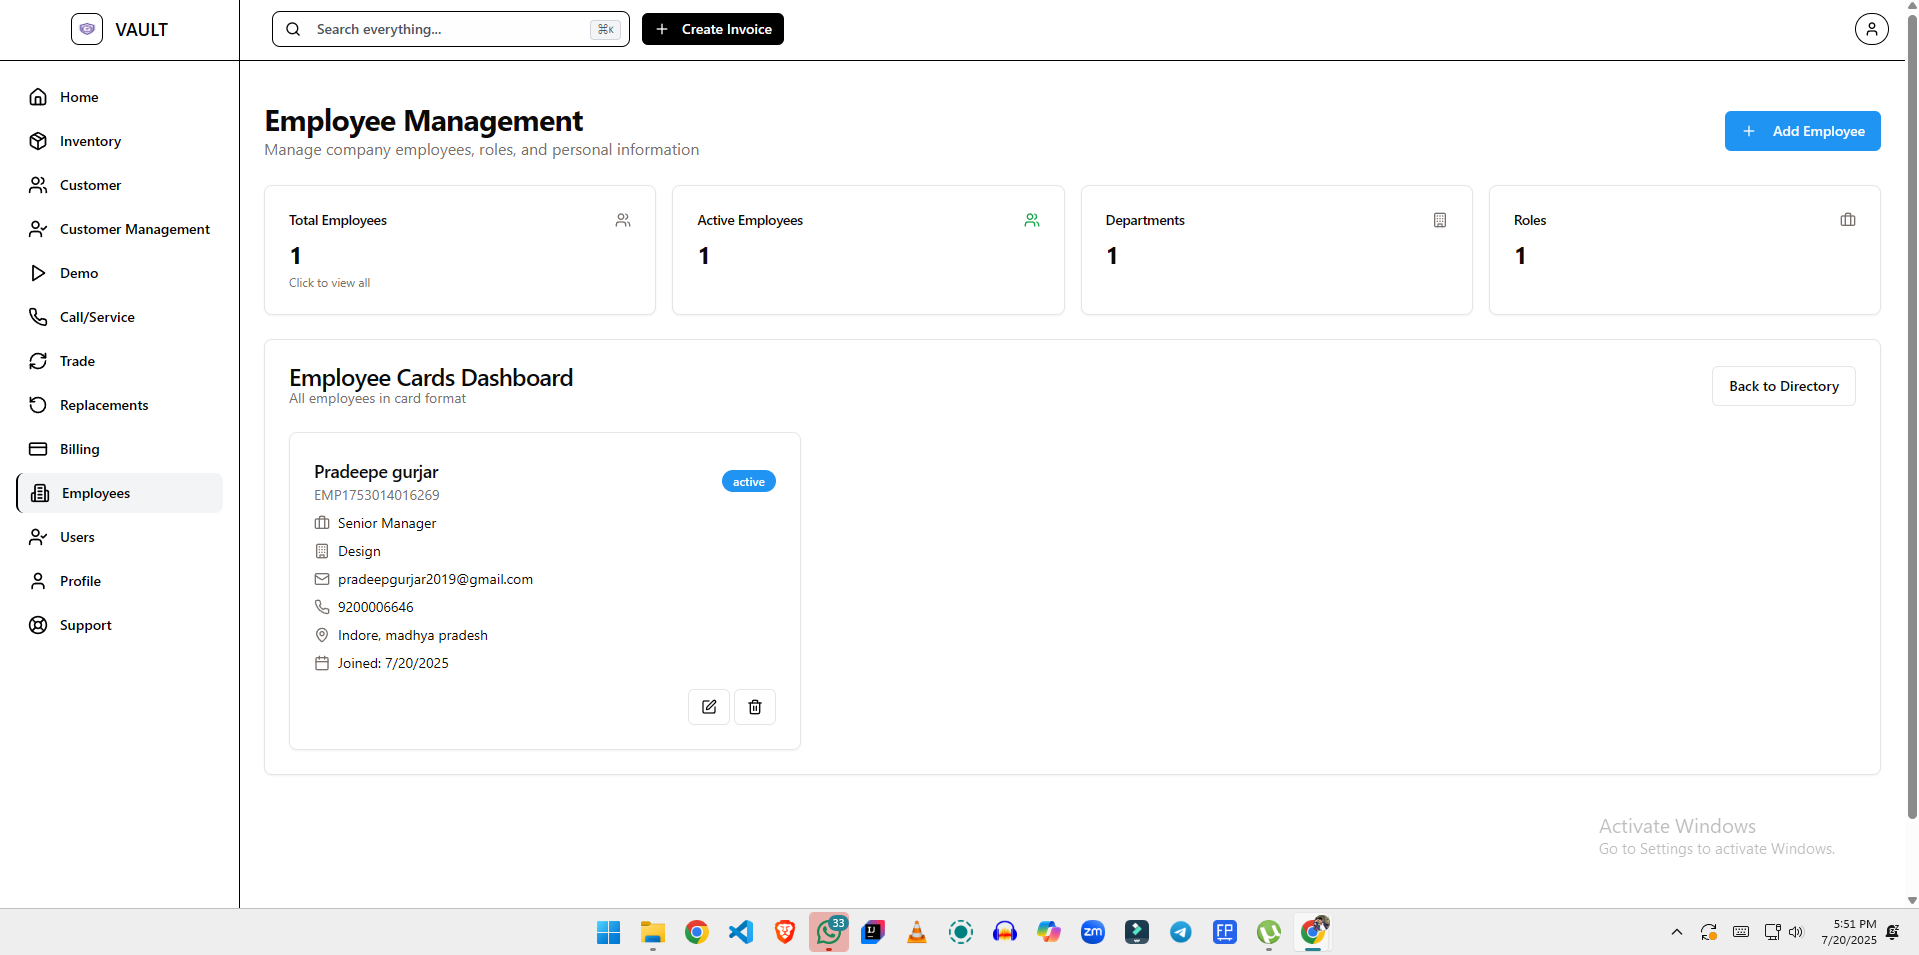 VAULT
Search everything...
⌘K
Create Invoice
Home
Inventory
Customer
Customer Management
Demo
Call/Service
Trade
Replacements
Billing
Employees
Users
Profile
Support
Employee Management
Manage company employees, roles, and personal information
Add Employee
Total Employees
1
Click to view all
Active Employees
1
Departments
1
Roles
1
Employee Cards Dashboard
All employees in card format
Back to Directory
Pradeepe gurjar
EMP1753014016269
active
Senior Manager
Design
pradeepgurjar2019@gmail.com
9200006646
Indore, madhya pradesh
Joined: 7/20/2025
Activate Windows
Go to Settings to activate Windows.
33
IJ
zm
FP
5:51 PM
7/20/2025